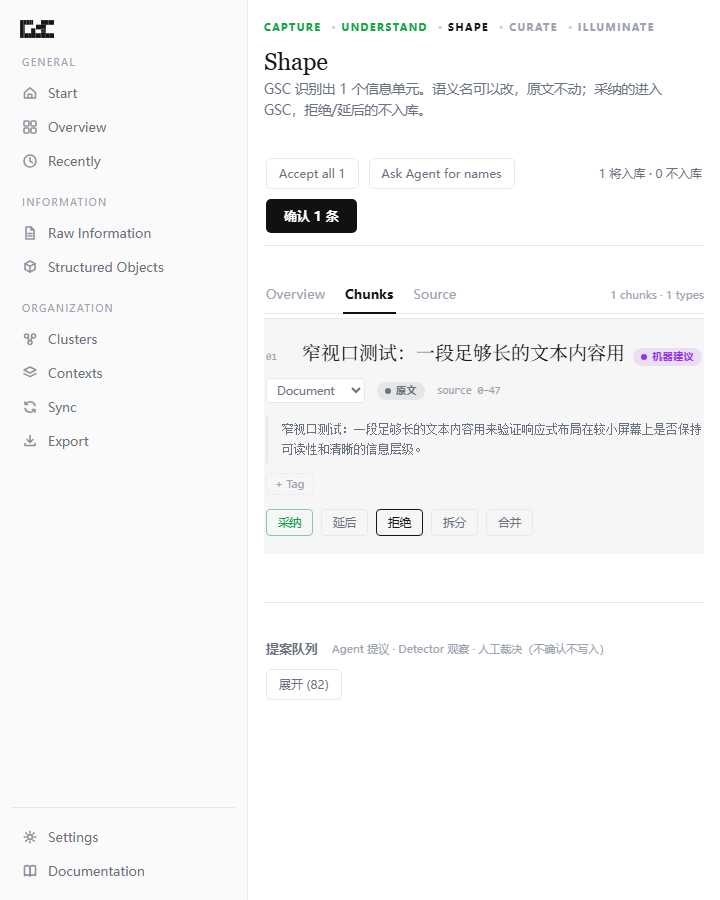 GSC
GENERAL
Start
Overview
Recently
INFORMATION
Raw Information
Structured Objects
ORGANIZATION
Clusters
Contexts
Sync
Export
Settings
Documentation
CAPTURE • UNDERSTAND • SHAPE • CURATE • ILLUMINATE
Shape
GSC 识别出 1 个信息单元。语义名可以改，原文不动；采纳的进入
GSC，拒绝/延后的不入库。
Accept all 1 Ask Agent for names 1 将入库 · 0 不入库
确认 1 条
Overview Chunks Source 1 chunks · 1 types
01 窄视口测试：一段足够长的文本内容用 机器建议
Document 原文 source 0–47
窄视口测试：一段足够长的文本内容用来验证响应式布局在较小屏幕上是否保持
可读性和清晰的信息层级。
+ Tag
采纳 延后 拒绝 拆分 合并
提案队列 Agent 提议 · Detector 观察 · 人工裁决（不确认不写入）
展开 (82)